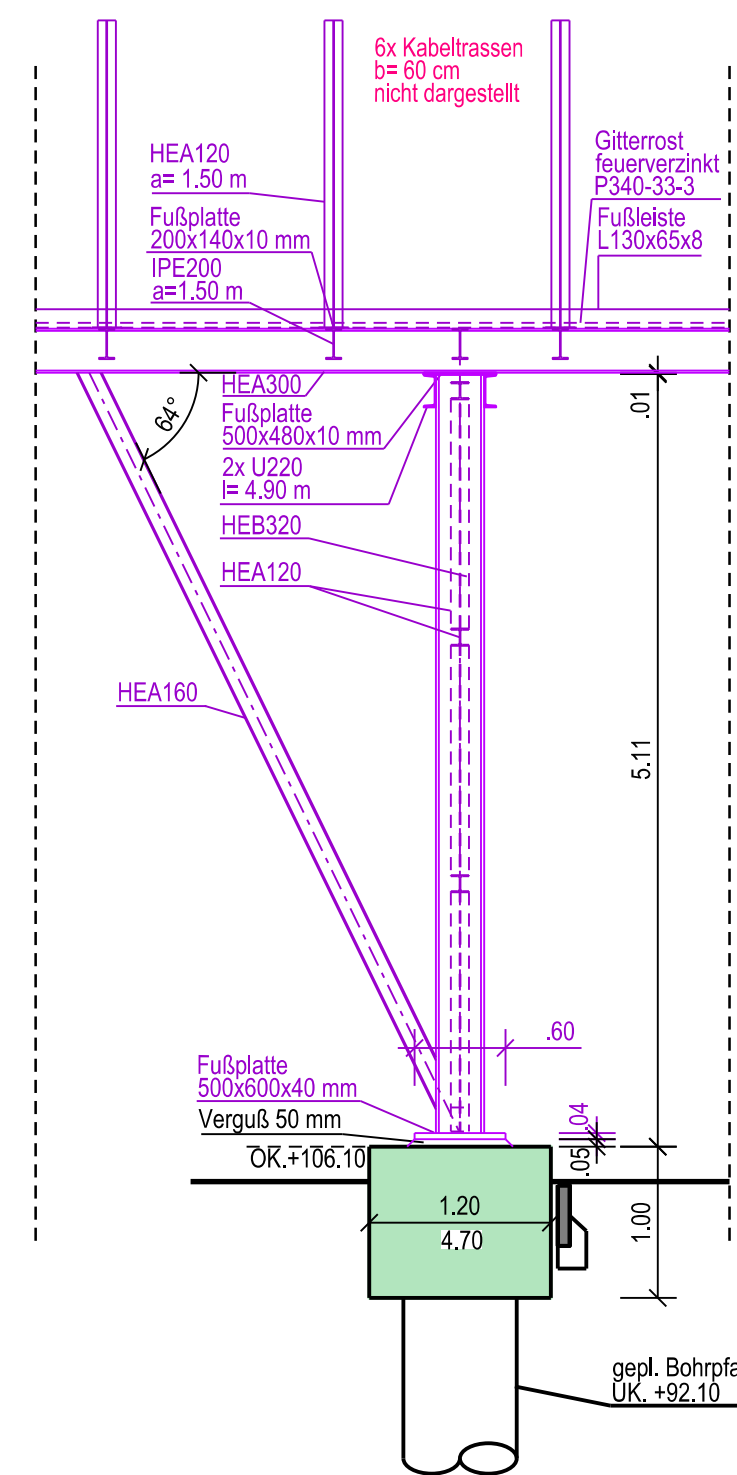 6x Kabeltrassen
b= 60 cm
nicht dargestellt
HEA120
a= 1.50 m
Fußplatte
200x140x10 mm
IPE200
a=1.50 m
Gitterrost
feuerverzinkt
P340-33-3
Fußleiste
L130x65x8
64°
HEA300
Fußplatte
500x480x10 mm
2x U220
l= 4.90 m
HEB320
HEA120
HEA160
.01
5.11
.60
Fußplatte
500x600x40 mm
Verguß 50 mm
OK.+106.10
.04
.05
1.20
4.70
1.00
gepl. Bohrpfa
UK. +92.10